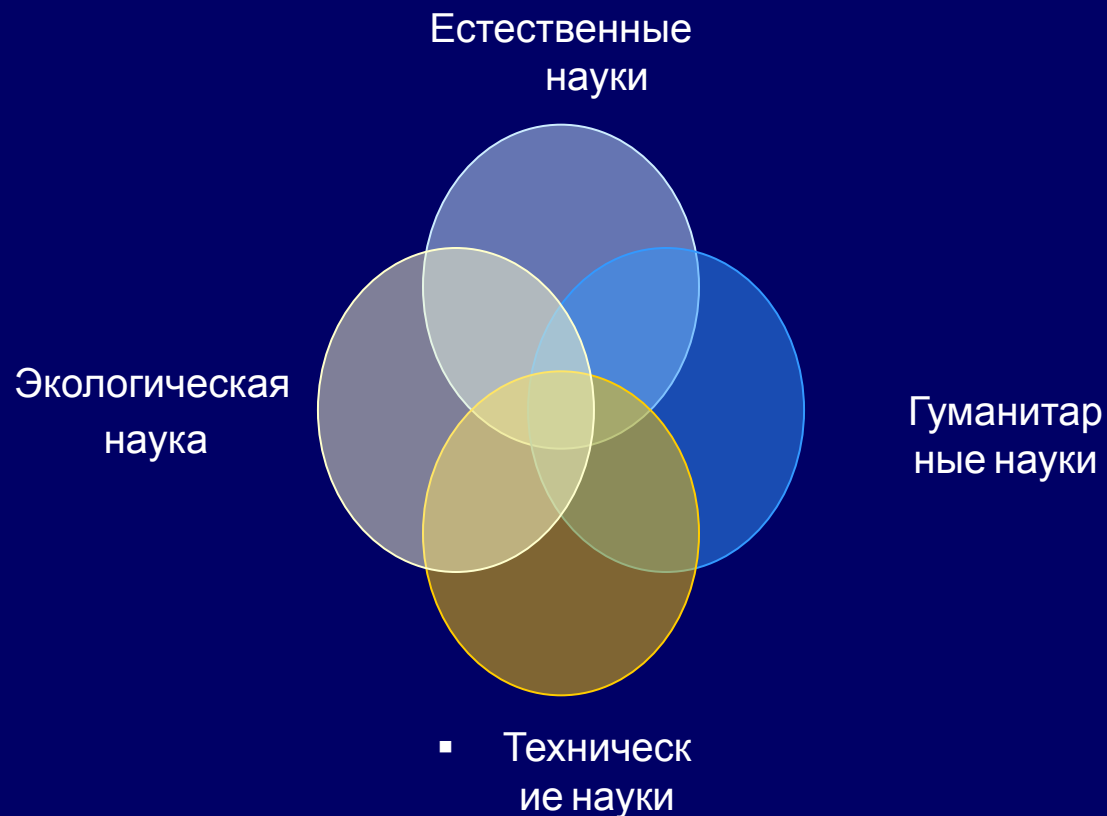 Естественные
науки
Экологическая
наука
Гуманитар
ные науки
▪ Техническ
ие науки